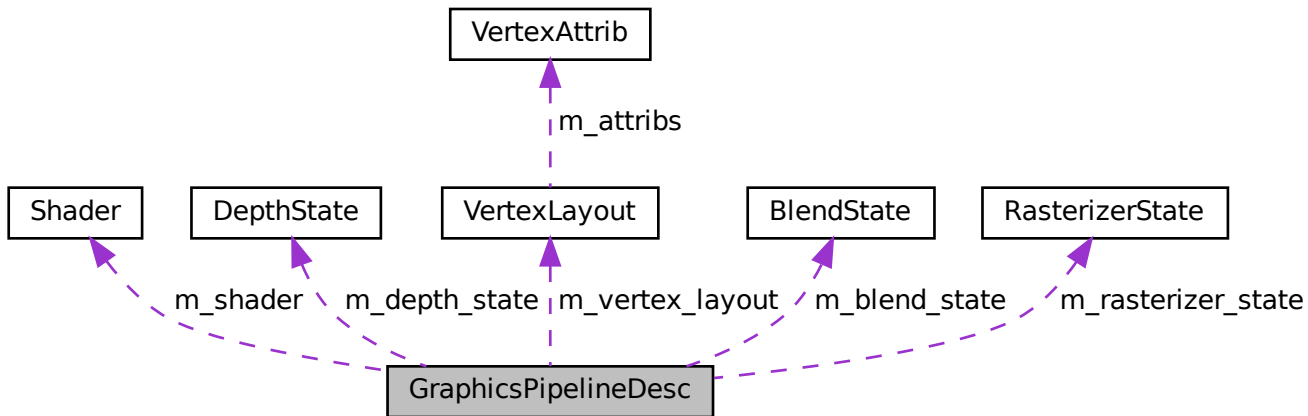 VertexAttrib
m_attribs
Shader
DepthState
VertexLayout
BlendState
RasterizerState
m_shader
m_depth_state
m_vertex_layout
m_blend_state
m_rasterizer_state
GraphicsPipelineDesc